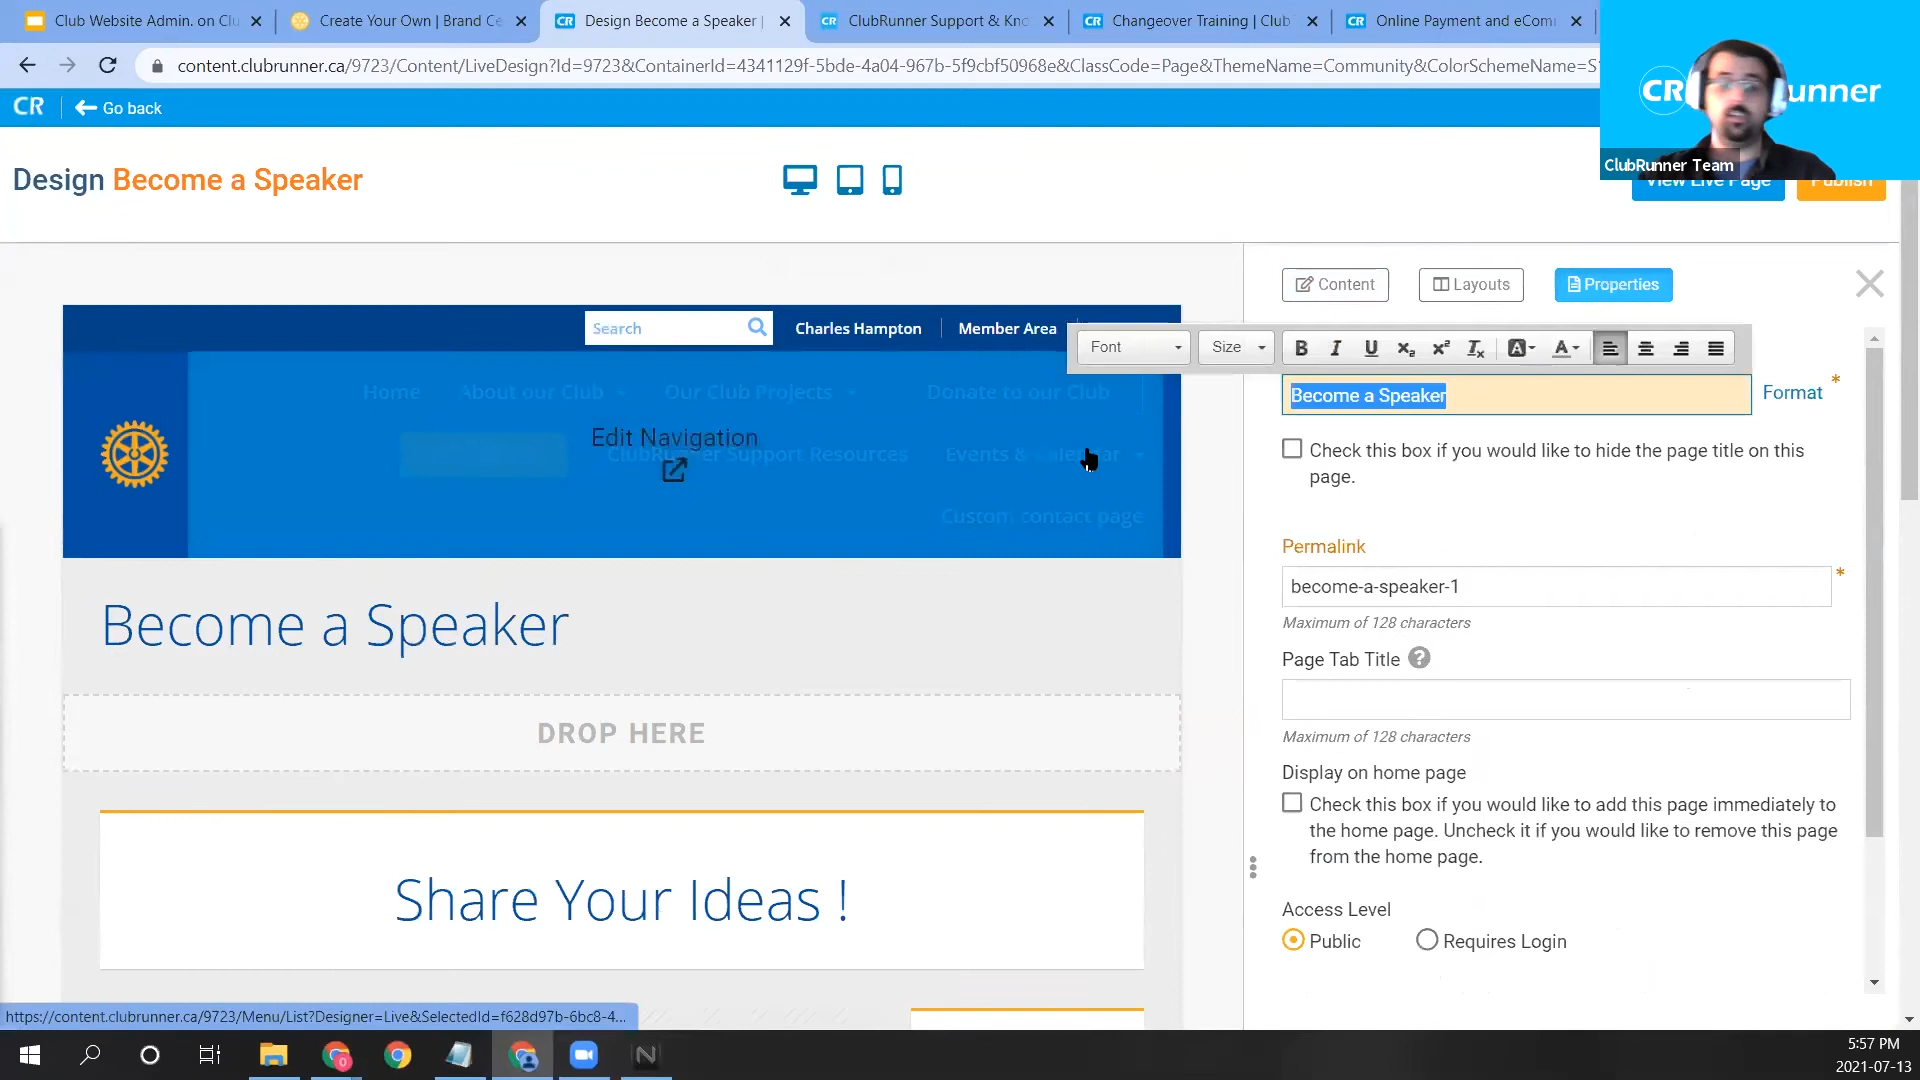 Club Website Admin. on Clu
Create Your Own | Brand Ce
Design Become a Speaker |
ClubRunner Support & Kno
Changeover Training | Club
Online Payment and eComm
content.clubrunner.ca/9723/Content/LiveDesign?Id=9723&ContainerId=4341129f-5bde-4a04-967b-5f9cbf50968e&ClassCode=Page&ThemeName=Community&ColorSchemeName=S
CR
unner
ClubRunner Team
CR Go back
Design Become a Speaker
View Live Page
Publish
Content
Layouts
Properties
Search
Charles Hampton
Member Area
Font
Size
B I U
Home
About our Club
Our Club Projects
Donate to our Club
Become a Speaker
Format *
Edit Navigation
ClubRunner Support Resources
Events & Calendar
Custom contact page
Check this box if you would like to hide the page title on this
page.
Permalink
become-a-speaker-1
*
Maximum of 128 characters
Page Tab Title ?
Maximum of 128 characters
Become a Speaker
DROP HERE
Share Your Ideas !
Display on home page
Check this box if you would like to add this page immediately to
the home page. Uncheck it if you would like to remove this page
from the home page.
Access Level
Public
Requires Login
https://content.clubrunner.ca/9723/Menu/List?Designer=Live&SelectedId=f628d97b-6bc8-4...
5:57 PM
2021-07-13